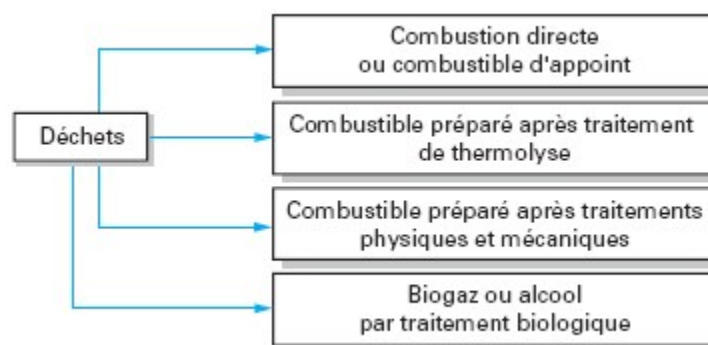 Combustion directe
ou combustible d'appoint
Déchets
Combustible préparé après traitement
de thermolyse
Combustible préparé après traitements
physiques et mécaniques
Biogaz ou alcool
par traitement biologique